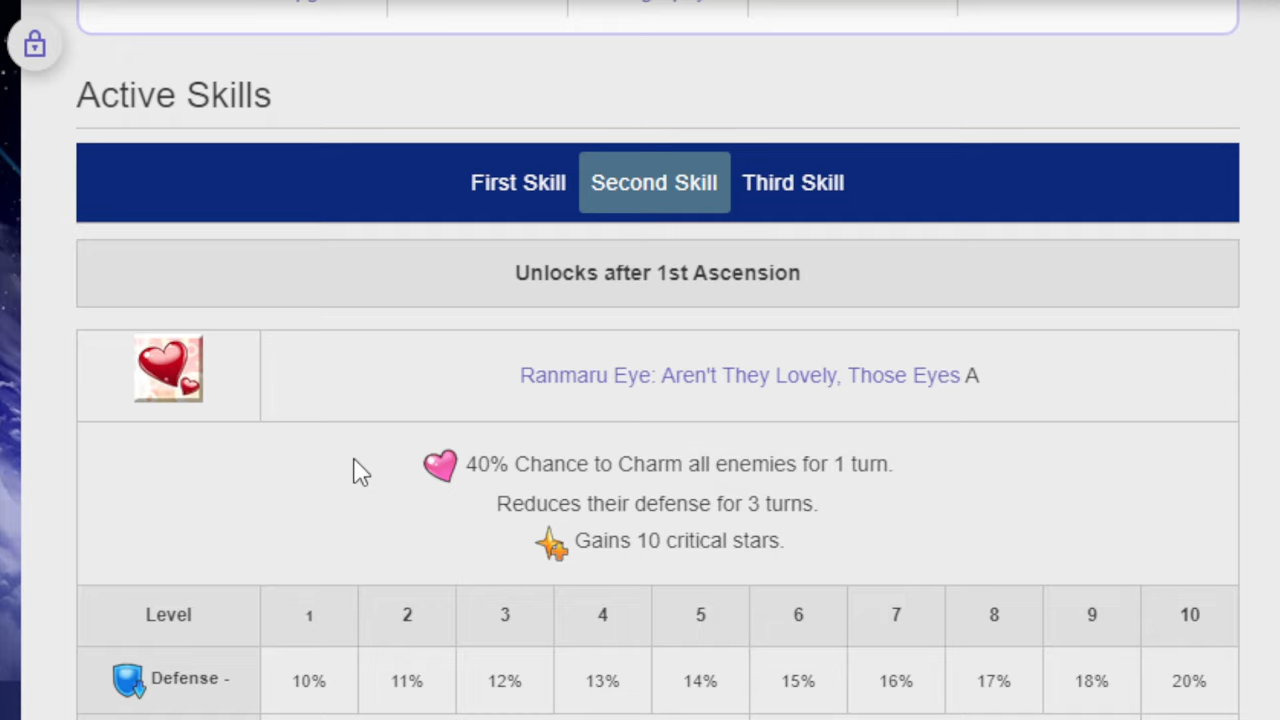 Active Skills
First Skill Second Skill Third Skill
Unlocks after 1st Ascension
Ranmaru Eye: Aren't They Lovely, Those Eyes A
40% Chance to Charm all enemies for 1 turn.
Reduces their defense for 3 turns.
Gains 10 critical stars.
Level 1 2 3 4 5 6 7 8 9 10
Defense - 10% 11% 12% 13% 14% 15% 16% 17% 18% 20%